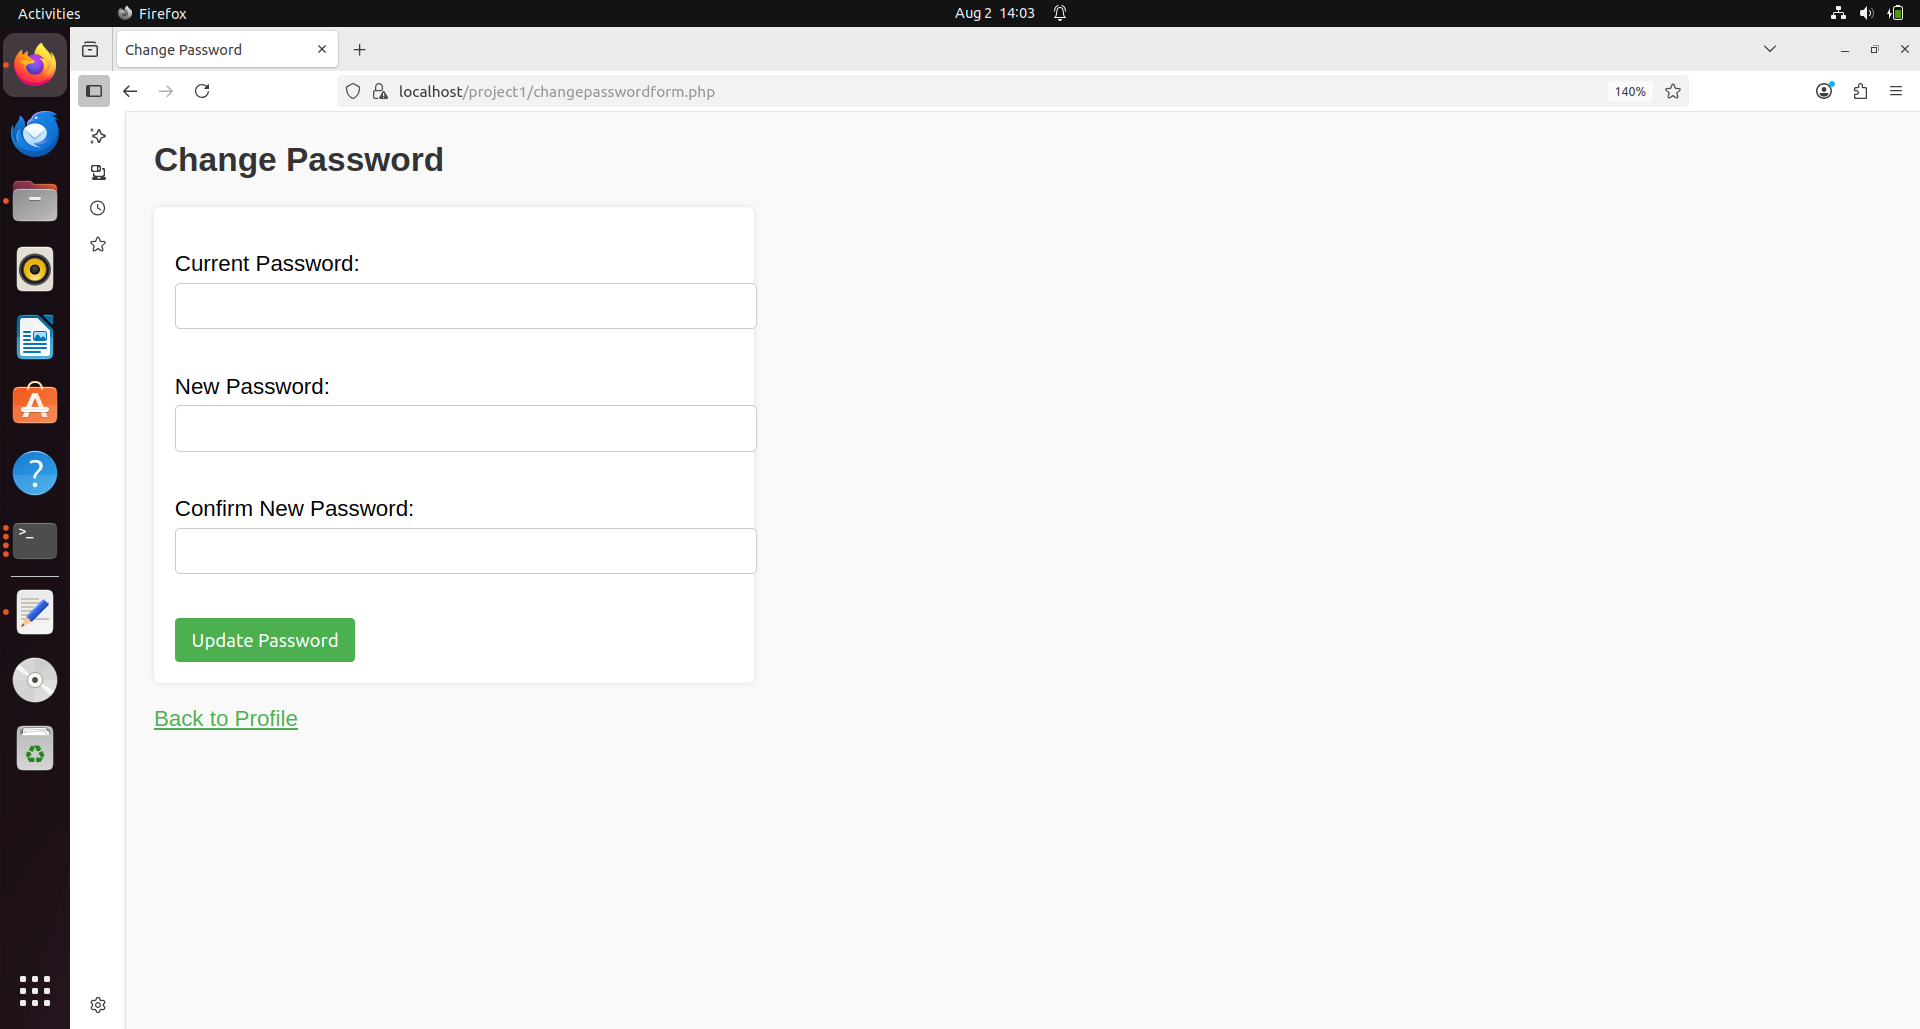 Activities
Firefox
Aug 2 14:03
Change Password
localhost/project1/changepasswordform.php
140%
Change Password
Current Password:
New Password:
Confirm New Password:
Update Password
Back to Profile